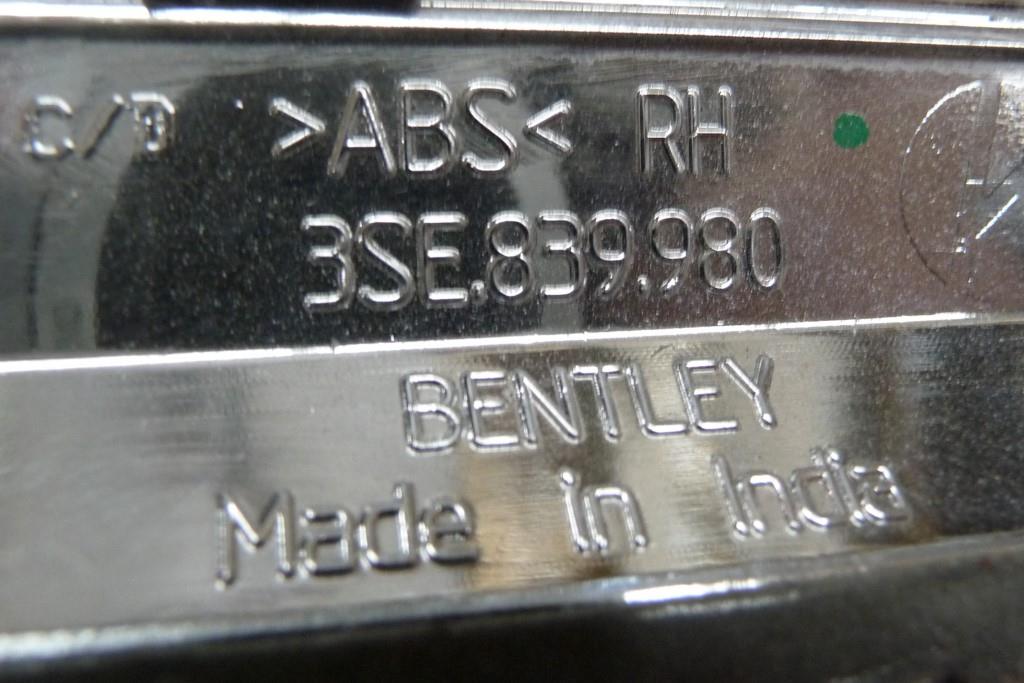 C/D >ABS< RH
3SE.839.980
BENTLEY
Made in India